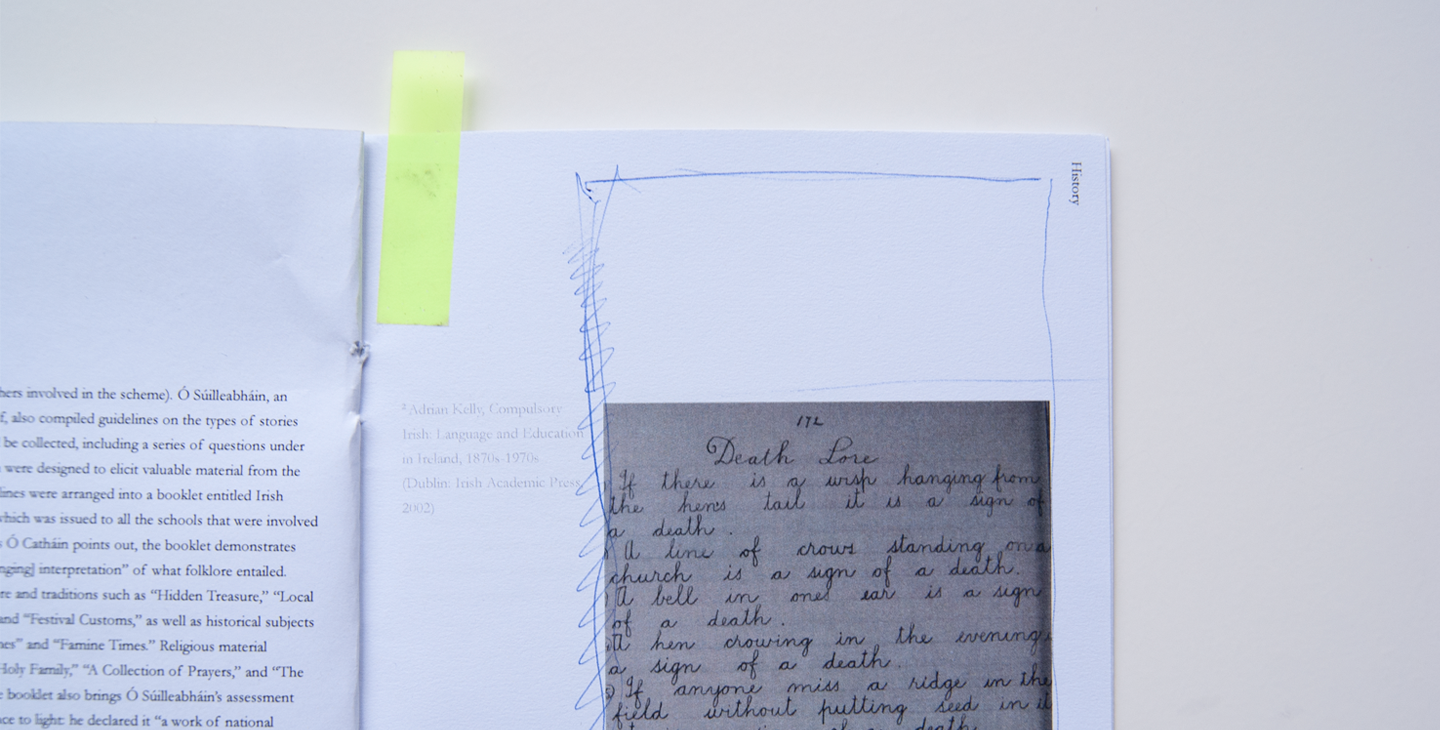 hers involved in the scheme). Ó Súilleabháin, an
f, also compiled guidelines on the types of stories
be collected, including a series of questions under
were designed to elicit valuable material from the
lines were arranged into a booklet entitled Irish
which was issued to all the schools that were involved
s Ó Catháin points out, the booklet demonstrates
nging] interpretation” of what folklore entailed.
re and traditions such as “Hidden Treasure,” “Local
and “Festival Customs,” as well as historical subjects
mes” and “Famine Times.” Religious material
Holy Family,” “A Collection of Prayers,” and “The
e booklet also brings Ó Súilleabháin’s assessment
nce to light: he declared it “a work of national
² Adrian Kelly, Compulsory
Irish: Language and Education
in Ireland, 1870s-1970s
(Dublin: Irish Academic Press,
2002)
History
172
Death Lore
If there is a wisp hanging from
the hens tail it is a sign of
a death.
A line of crows standing on a
church is a sign of a death.
A bell in ones ear is a sign
of a death.
A hen crowing in the evening
a sign of a death.
If anyone miss a ridge in the
field without putting seed in it
death.